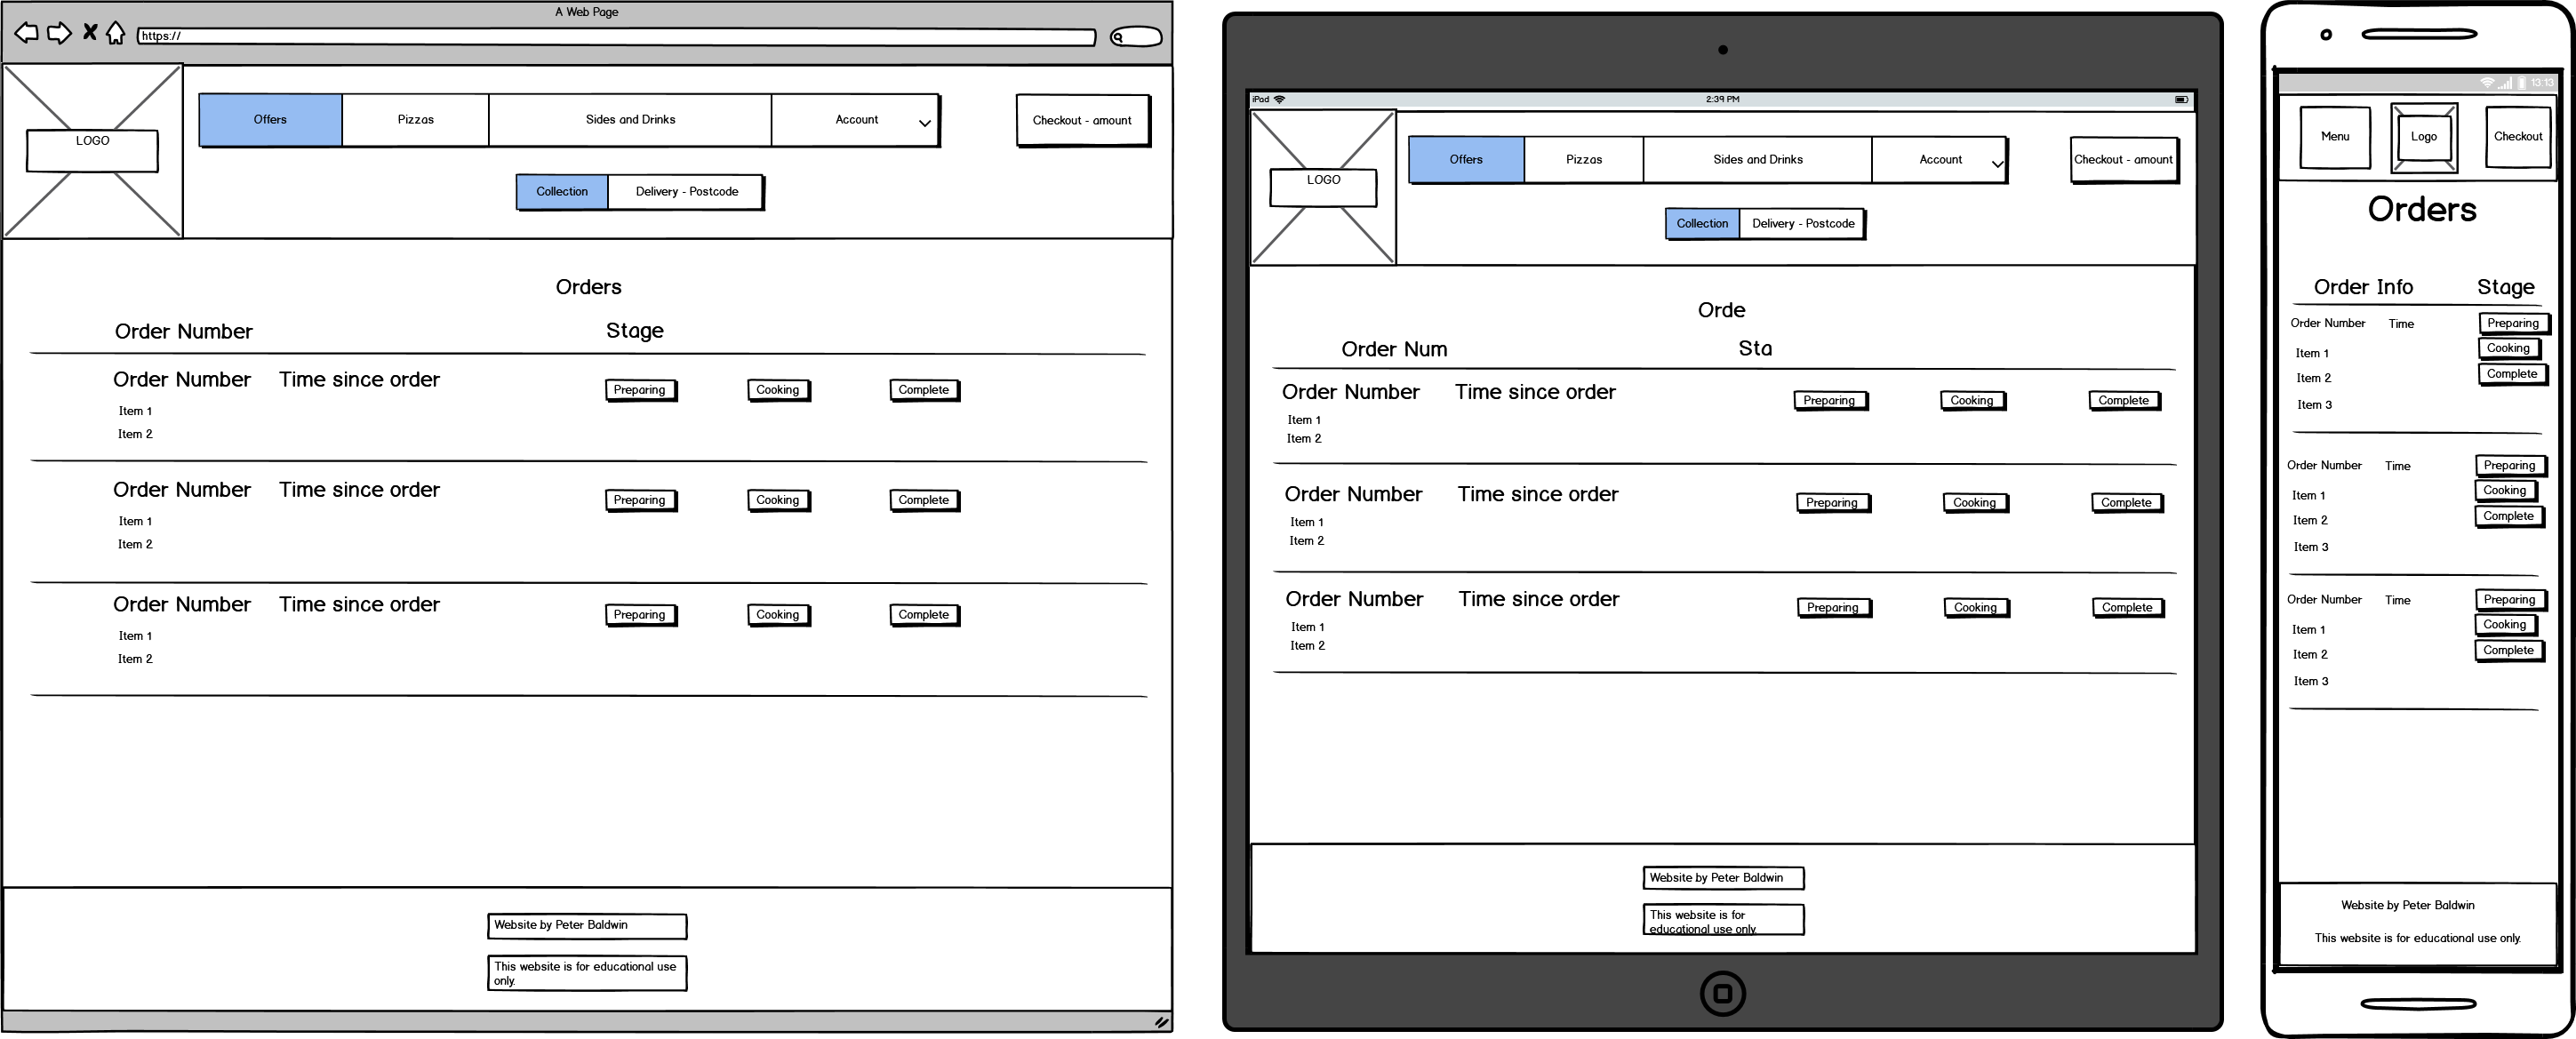 A Web Page
https://
LOGO
Offers Pizzas Sides and Drinks Account Checkout - amount
Collection Delivery - Postcode
Orders
Order Number Stage
Order Number Time since order Preparing Cooking Complete
Item 1
Item 2
Order Number Time since order Preparing Cooking Complete
Item 1
Item 2
Order Number Time since order Preparing Cooking Complete
Item 1
Item 2
Website by Peter Baldwin
This website is for educational use
only.
iPad 2:39 PM
LOGO
Offers Pizzas Sides and Drinks Account Checkout - amount
Collection Delivery - Postcode
Orde
Order Num Sta
Order Number Time since order Preparing Cooking Complete
Item 1
Item 2
Order Number Time since order Preparing Cooking Complete
Item 1
Item 2
Order Number Time since order Preparing Cooking Complete
Item 1
Item 2
Website by Peter Baldwin
This website is for
educational use only.
13:13
Menu Logo Checkout
Orders
Order Info Stage
Order Number Time Preparing
Item 1 Cooking
Item 2 Complete
Item 3
Order Number Time Preparing
Item 1 Cooking
Item 2 Complete
Item 3
Order Number Time Preparing
Item 1 Cooking
Item 2 Complete
Item 3
Website by Peter Baldwin
This website is for educational use only.